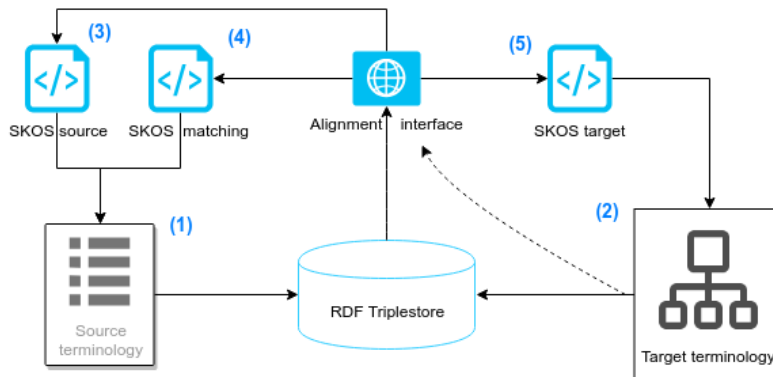 (3)
(4)
(5)
</>
</>
</>
SKOS source
SKOS matching
Alignment interface
SKOS target
(1)
(2)
RDF Triplestore
Source
terminology
Target terminology